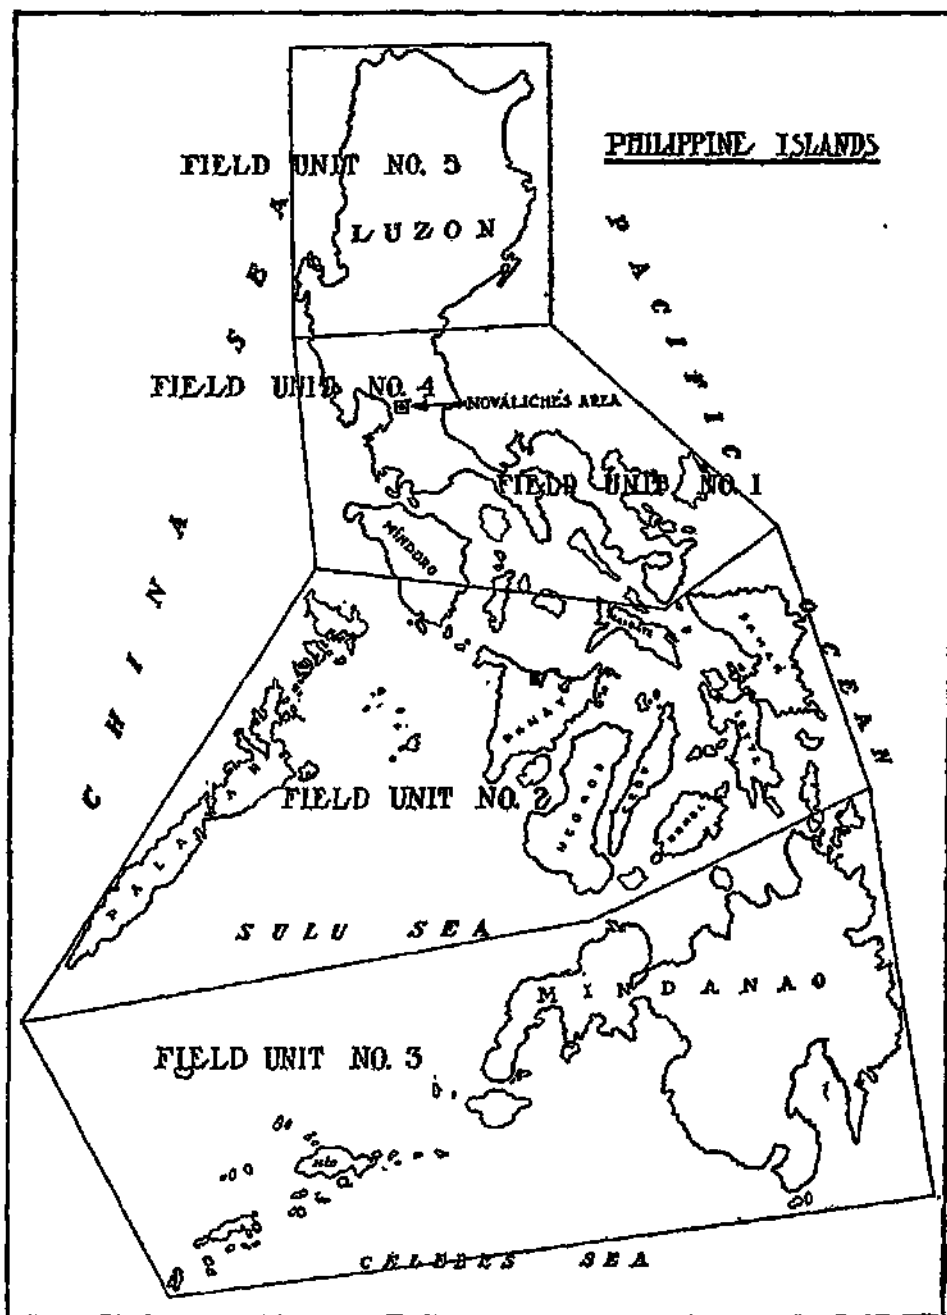 PHILIPPINE ISLANDS
FIELD UNIT NO. 5
LUZON
CHINA SEA
PACIFIC OCEAN
FIELD UNIT NO. 4
NOVALICHES AREA
FIELD UNIT NO. 1
MINDORO
SAMAR
PANAY
LEYTE
NEGROS
CEBU
BOHOL
FIELD UNIT NO. 2
PALAWAN
SULU SEA
MINDANAO
FIELD UNIT NO. 3
CELEBES SEA